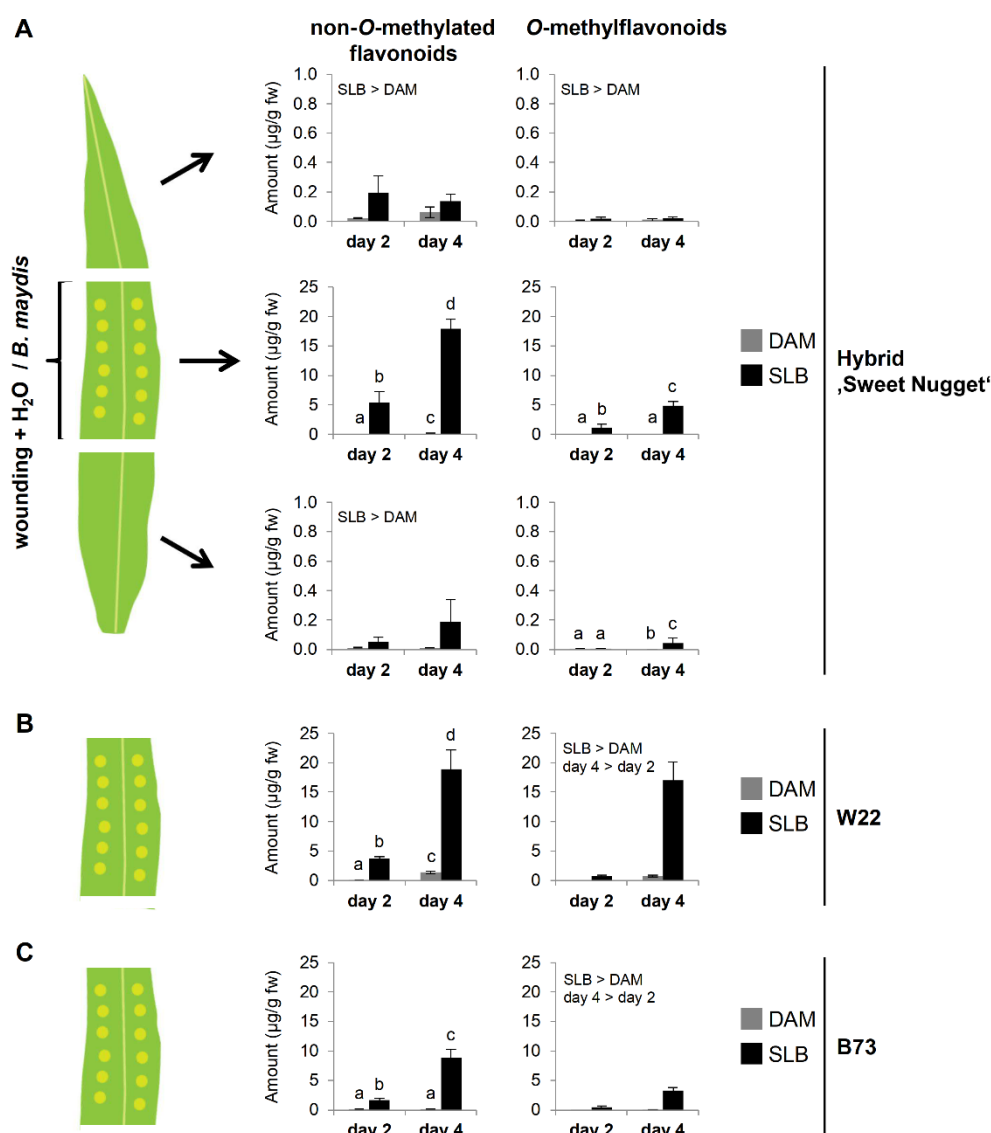 A
non-O-methylated
flavonoids
O-methylflavonoids
wounding + H2O / B. maydis
Amount (µg/g fw)
1.0
0.8
0.6
0.4
0.2
0.0
SLB > DAM
day 2 day 4
1.0
0.8
0.6
0.4
0.2
0.0
SLB > DAM
day 2 day 4
Amount (µg/g fw)
25
20
15
10
5
0
a b c d
day 2 day 4
25
20
15
10
5
0
a b a c
day 2 day 4
DAM
SLB
Hybrid
‚Sweet Nugget‘
Amount (µg/g fw)
1.0
0.8
0.6
0.4
0.2
0.0
SLB > DAM
day 2 day 4
1.0
0.8
0.6
0.4
0.2
0.0
a a b c
day 2 day 4
B
Amount (µg/g fw)
25
20
15
10
5
0
a b c d
day 2 day 4
25
20
15
10
5
0
SLB > DAM
day 4 > day 2
day 2 day 4
DAM
SLB
W22
C
Amount (µg/g fw)
25
20
15
10
5
0
a b a c
day 2 day 4
25
20
15
10
5
0
SLB > DAM
day 4 > day 2
day 2 day 4
DAM
SLB
B73